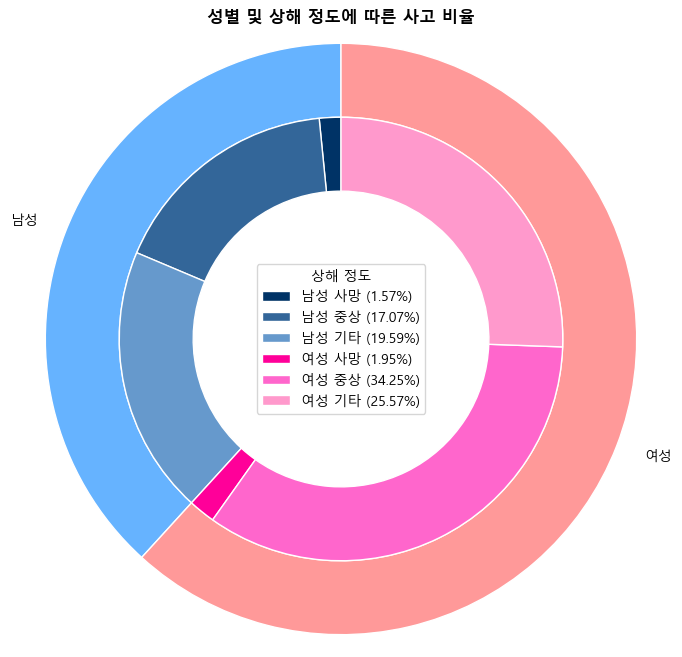 성별 및 상해 정도에 따른 사고 비율
남성
상해 정도
남성 사망 (1.57%)
남성 중상 (17.07%)
남성 기타 (19.59%)
여성 사망 (1.95%)
여성 중상 (34.25%)
여성 기타 (25.57%)
여성